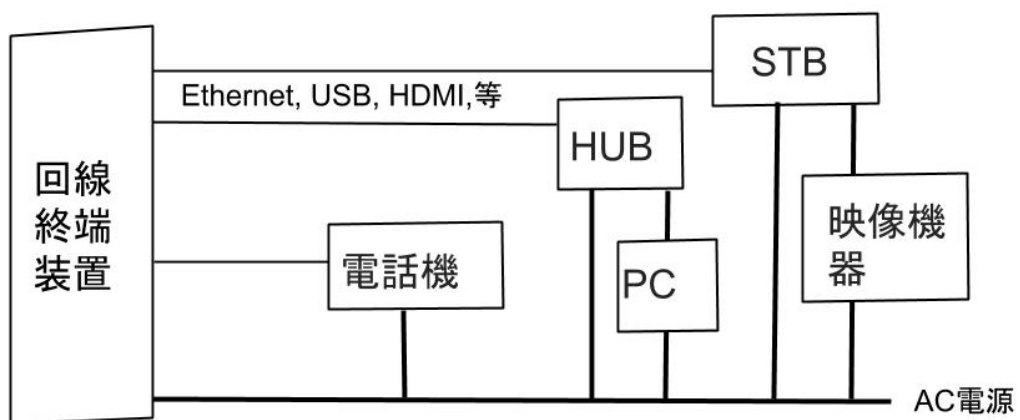 STB
Ethernet, USB, HDMI,等
HUB
回線
終端
装置
映像機
器
電話機
PC
AC電源